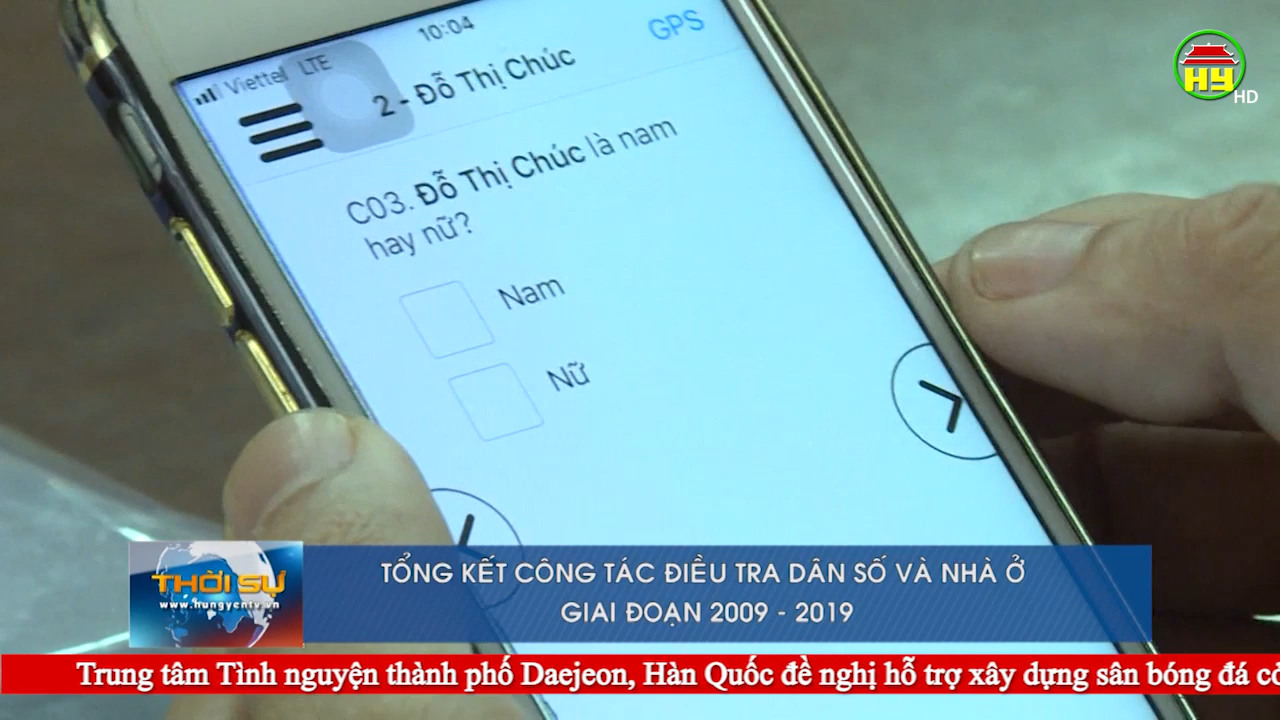 10:04
GPS
Viettel LTE
2 - Đỗ Thị Chúc
HY
HD
C03. Đỗ Thị Chúc là nam
hay nữ?
Nam
Nữ
THỜI SỰ
www.hungyentv.vn
TỔNG KẾT CÔNG TÁC ĐIỀU TRA DÂN SỐ VÀ NHÀ Ở
GIAI ĐOẠN 2009 - 2019
Trung tâm Tình nguyện thành phố Daejeon, Hàn Quốc đề nghị hỗ trợ xây dựng sân bóng đá cỏ